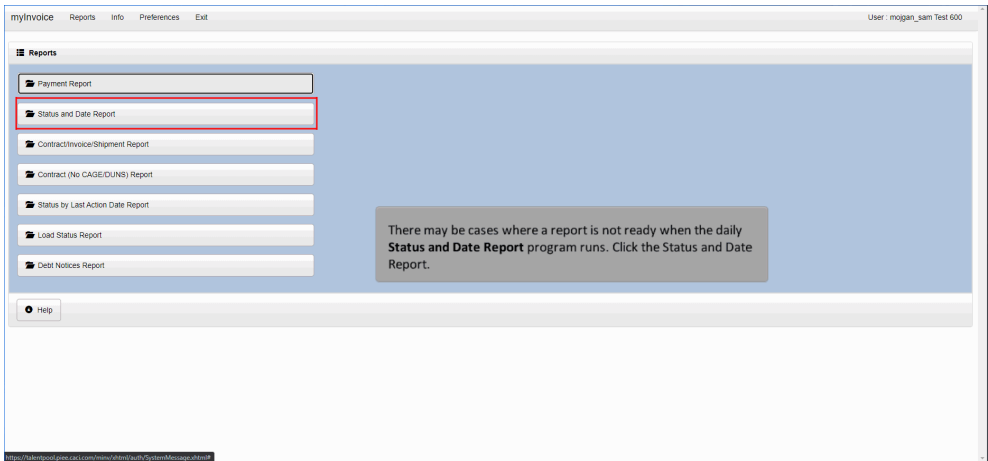 myInvoice Reports Info Preferences Exit User : mojgan_sam Test 600
Reports
Payment Report
Status and Date Report
Contract/Invoice/Shipment Report
Contract (No CAGE/DUNS) Report
Status by Last Action Date Report
Load Status Report
Debt Notices Report
There may be cases where a report is not ready when the daily
Status and Date Report program runs. Click the Status and Date
Report.
Help
https://talentpool.piee.caci.com/minv/xhtml/auth/SystemMessage.xhtml#